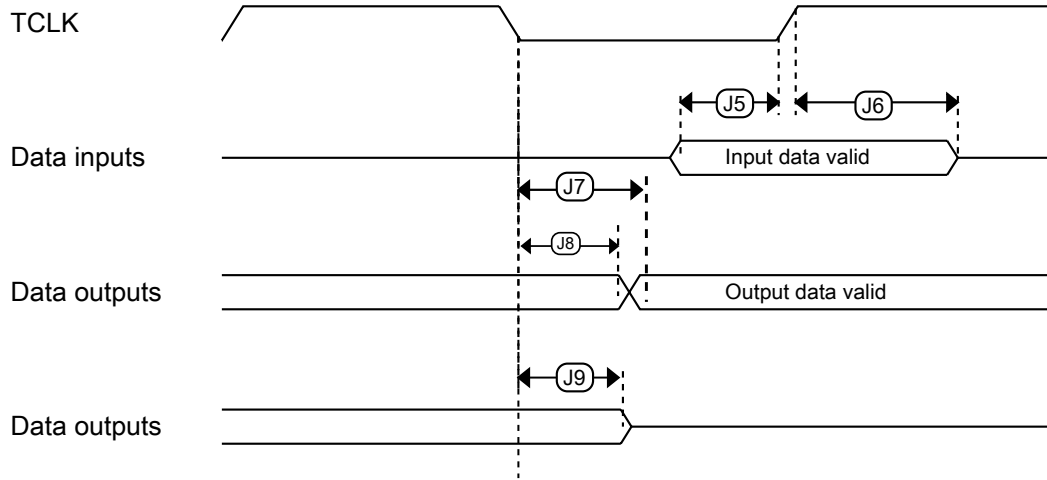 TCLK
J5
J6
Data inputs
Input data valid
J7
J8
Data outputs
Output data valid
J9
Data outputs